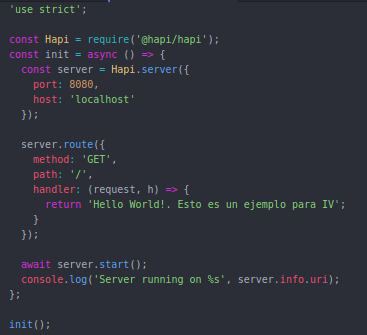 'use strict';

const Hapi = require('@hapi/hapi');
const init = async () => {
  const server = Hapi.server({
    port: 8080,
    host: 'localhost'
  });

  server.route({
    method: 'GET',
    path: '/',
    handler: (request, h) => {
      return 'Hello World!. Esto es un ejemplo para IV';
    }
  });

  await server.start();
  console.log('Server running on %s', server.info.uri);
};

init();